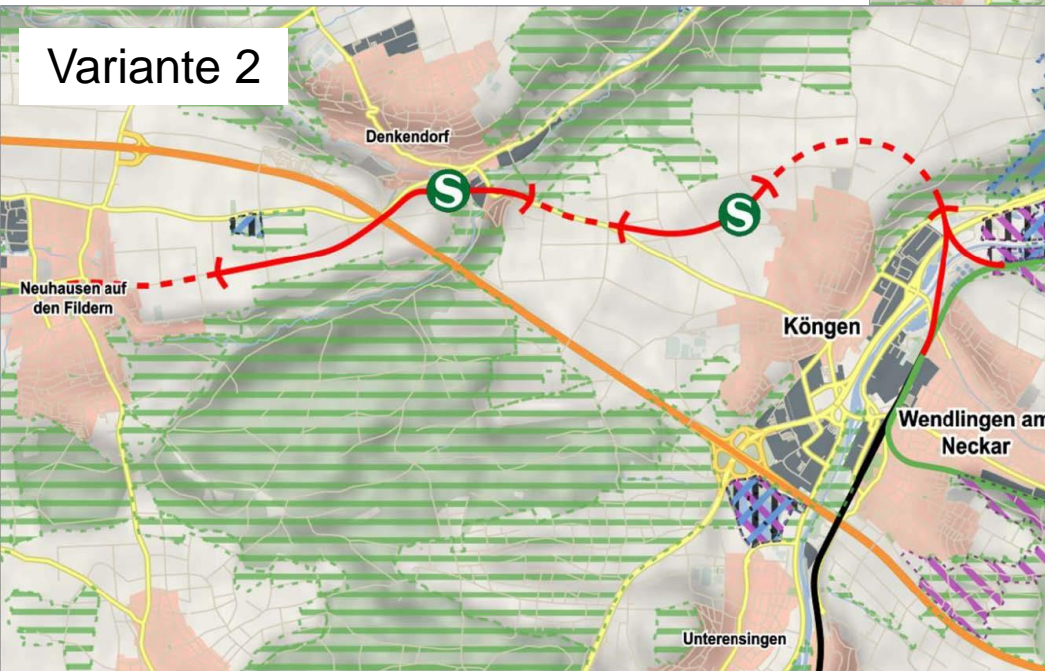 Variante 2
Denkendorf
S
S
Neuhausen auf
den Fildern
Köngen
Wendlingen am
Neckar
Unterensingen